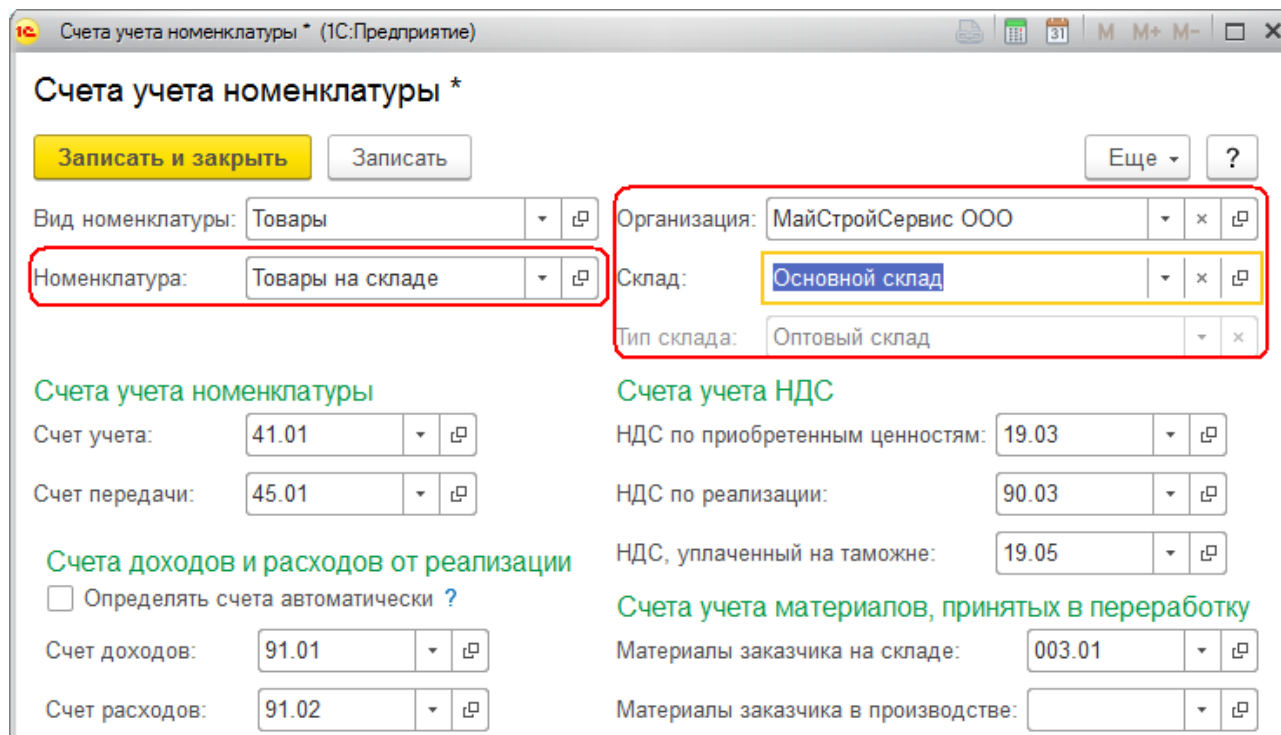 1С Счета учета номенклатуры * (1С:Предприятие) 31 M M+ M-
Счета учета номенклатуры *
Записать и закрыть Записать Еще ?
Вид номенклатуры: Товары Организация: МайСтройСервис ООО
Номенклатура: Товары на складе Склад: Основной склад
Тип склада: Оптовый склад
Счета учета номенклатуры Счета учета НДС
Счет учета: 41.01 НДС по приобретенным ценностям: 19.03
Счет передачи: 45.01 НДС по реализации: 90.03
Счета доходов и расходов от реализации НДС, уплаченный на таможне: 19.05
Определять счета автоматически ? Счета учета материалов, принятых в переработку
Счет доходов: 91.01 Материалы заказчика на складе: 003.01
Счет расходов: 91.02 Материалы заказчика в производстве: